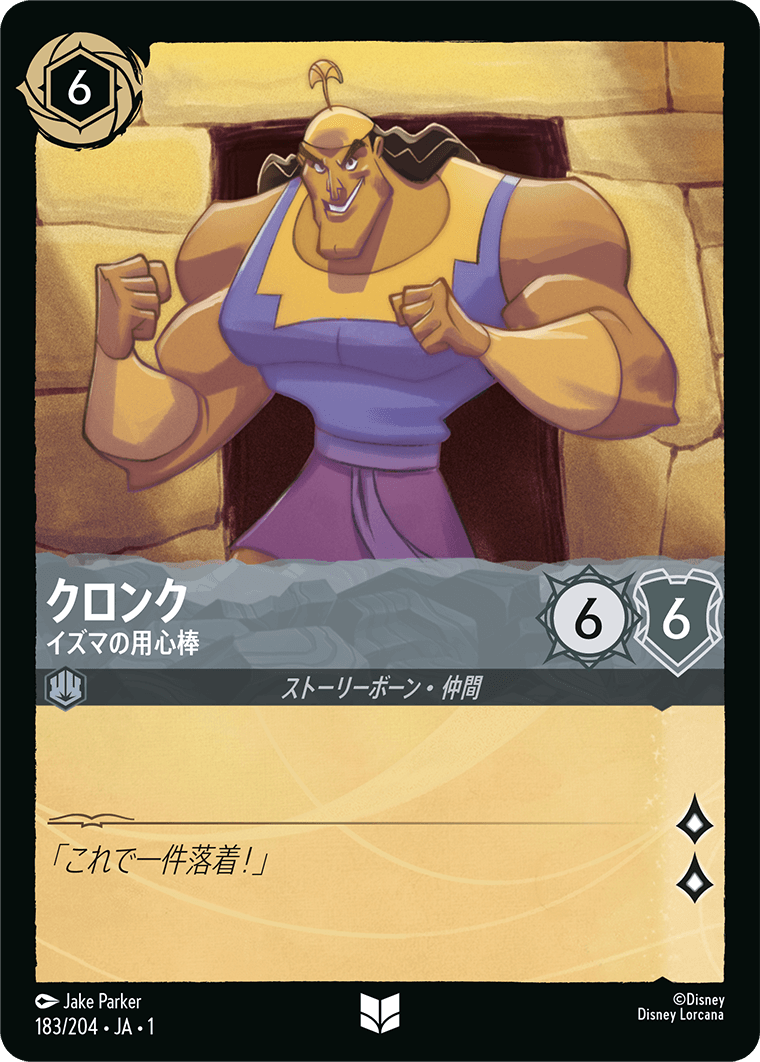 6
クロンク
イズマの用心棒
6
6
ストーリーボーン・仲間
「これで一件落着！」
Jake Parker
183/204・JA・1
©Disney
Disney Lorcana